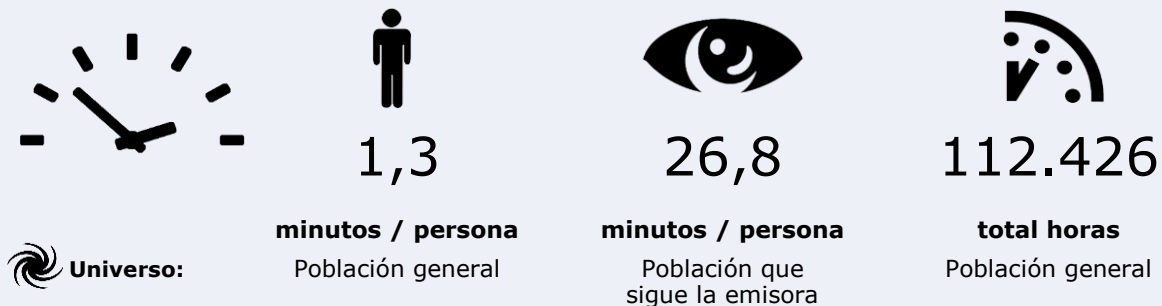 1,3
26,8
112.426
minutos / persona
minutos / persona
total horas
Universo:
Población general
Población que
sigue la emisora
Población general